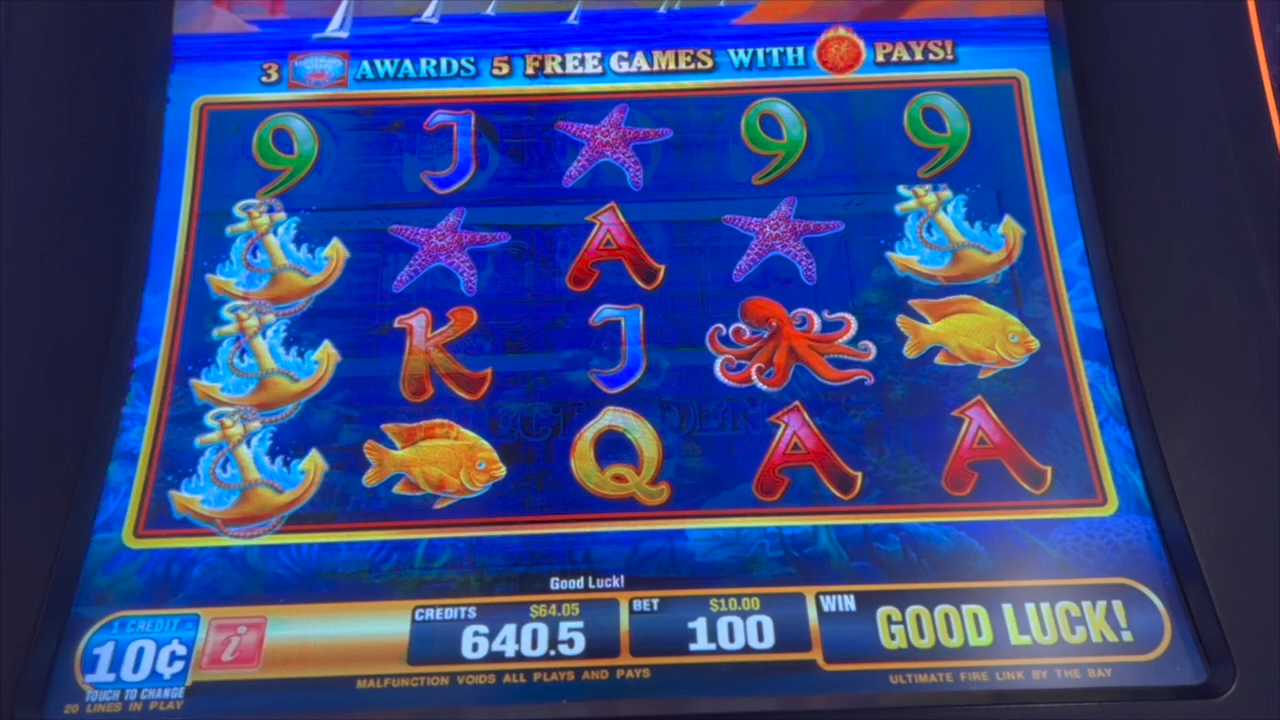 3 AWARDS 5 FREE GAMES WITH PAYS!
9 J 9 9
A
K J
Q A A
Good Luck!
1 CREDIT
10¢
TOUCH TO CHANGE
20 LINES IN PLAY
i
CREDITS $64.05
640.5
BET $10.00
100
WIN GOOD LUCK!
MALFUNCTION VOIDS ALL PLAYS AND PAYS
ULTIMATE FIRE LINK BY THE BAY